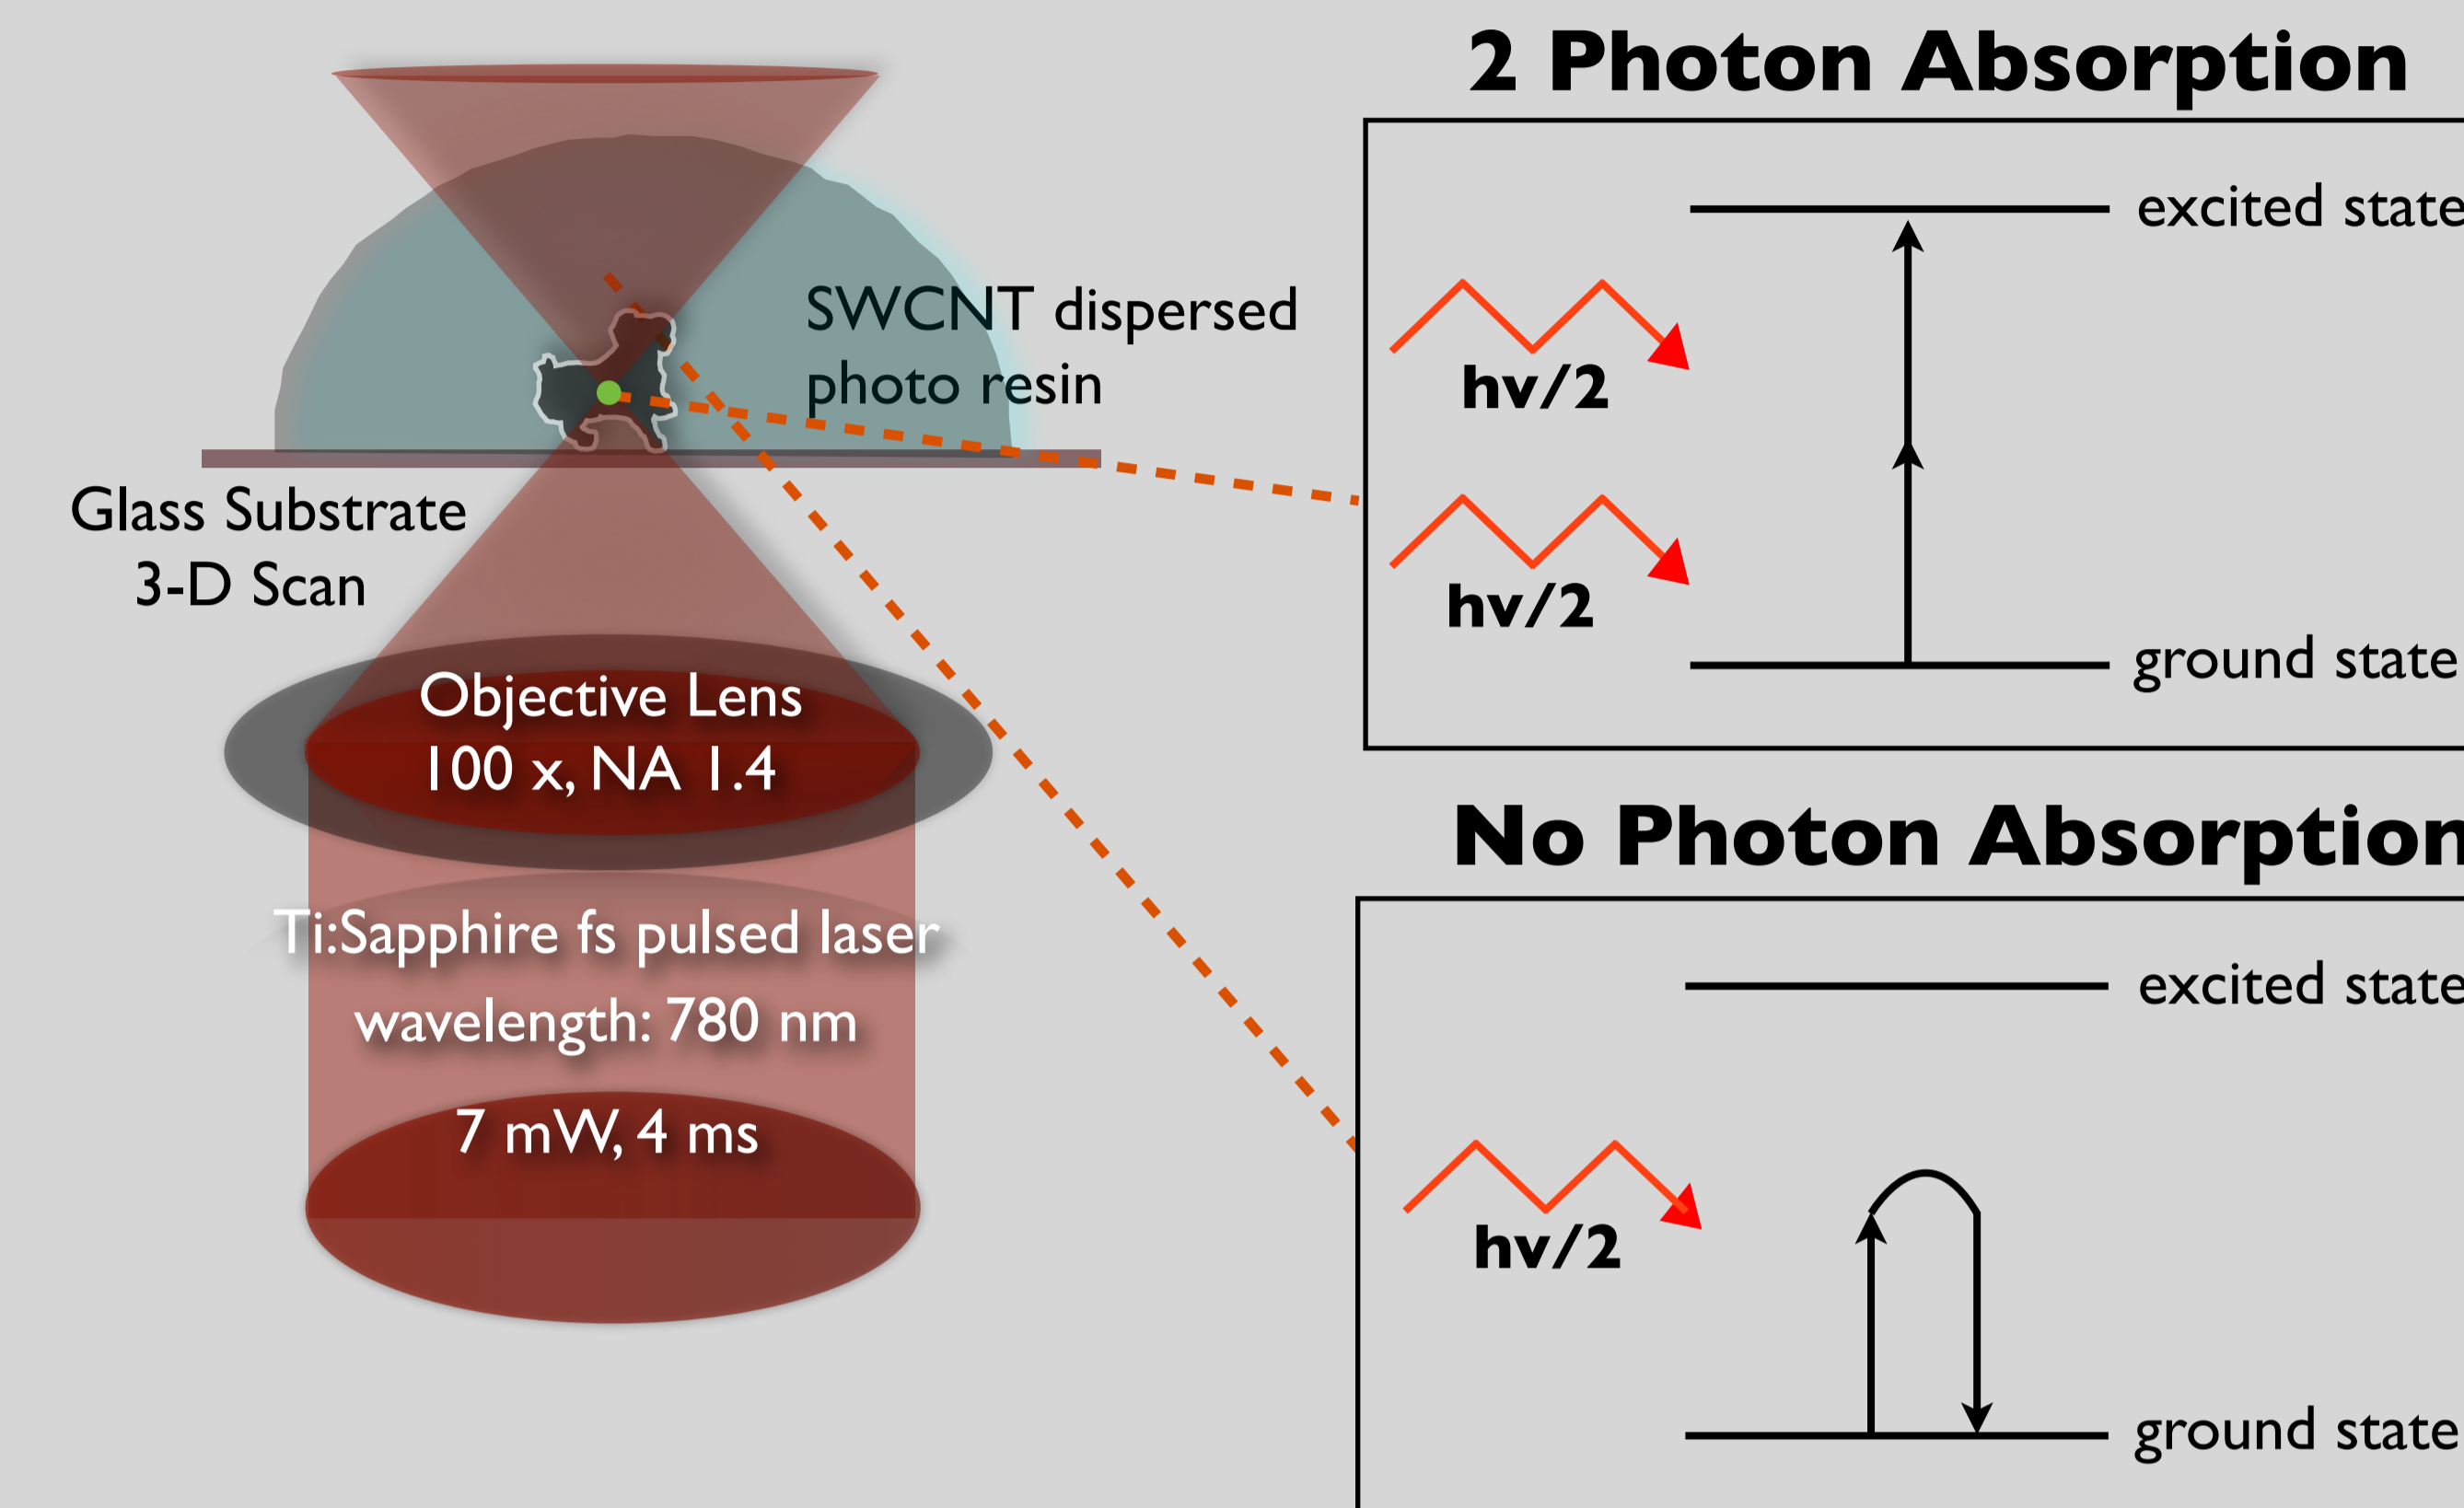 2 Photon Absorption
excited state
SWCNT dispersed
photo resin
hv/2
Glass Substrate
3-D Scan
hv/2
ground state
Objective Lens
100 x, NA 1.4
No Photon Absorption
Ti:Sapphire fs pulsed laser
excited state
wavelength: 780 nm
7 mW, 4 ms
hv/2
ground state